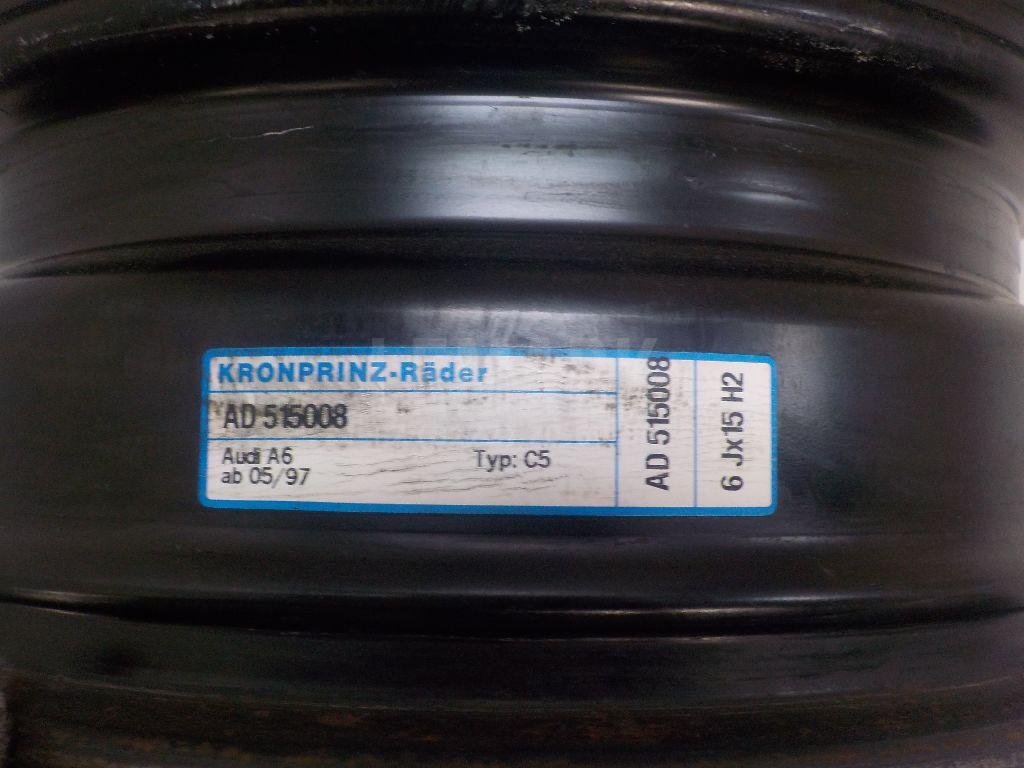 KRONPRINZ-Räder
AD 515008
Audi A6
ab 05/97
Typ: C5
AD 515008
6 Jx15 H2